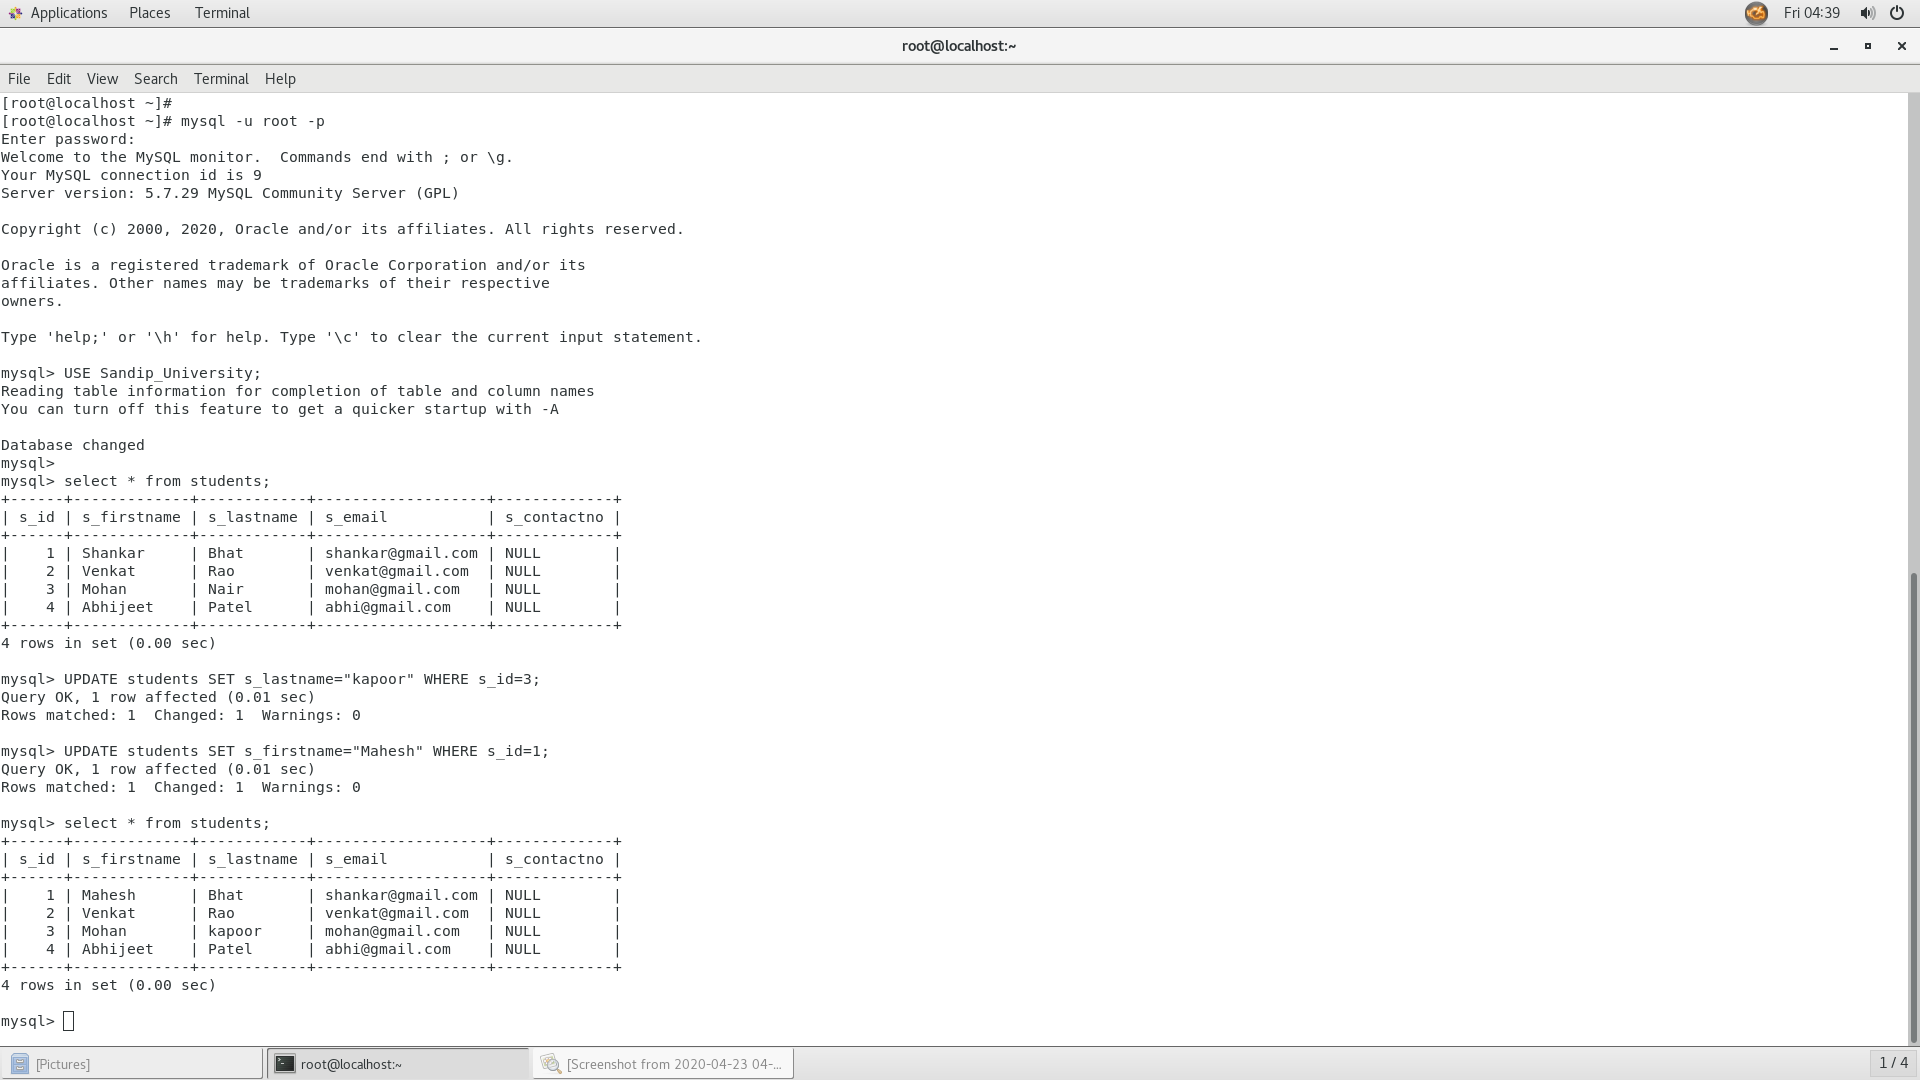 Applications Places Terminal Fri 04:39
root@localhost:~
File Edit View Search Terminal Help
[root@localhost ~]#
[root@localhost ~]# mysql -u root -p
Enter password:
Welcome to the MySQL monitor.  Commands end with ; or \g.
Your MySQL connection id is 9
Server version: 5.7.29 MySQL Community Server (GPL)

Copyright (c) 2000, 2020, Oracle and/or its affiliates. All rights reserved.

Oracle is a registered trademark of Oracle Corporation and/or its
affiliates. Other names may be trademarks of their respective
owners.

Type 'help;' or '\h' for help. Type '\c' to clear the current input statement.

mysql> USE Sandip_University;
Reading table information for completion of table and column names
You can turn off this feature to get a quicker startup with -A

Database changed
mysql>
mysql> select * from students;
+------+-------------+------------+-------------------+-------------+
| s_id | s_firstname | s_lastname | s_email           | s_contactno |
+------+-------------+------------+-------------------+-------------+
|    1 | Shankar     | Bhat       | shankar@gmail.com | NULL        |
|    2 | Venkat      | Rao        | venkat@gmail.com  | NULL        |
|    3 | Mohan       | Nair       | mohan@gmail.com   | NULL        |
|    4 | Abhijeet    | Patel      | abhi@gmail.com    | NULL        |
+------+-------------+------------+-------------------+-------------+
4 rows in set (0.00 sec)

mysql> UPDATE students SET s_lastname="kapoor" WHERE s_id=3;
Query OK, 1 row affected (0.01 sec)
Rows matched: 1  Changed: 1  Warnings: 0

mysql> UPDATE students SET s_firstname="Mahesh" WHERE s_id=1;
Query OK, 1 row affected (0.01 sec)
Rows matched: 1  Changed: 1  Warnings: 0

mysql> select * from students;
+------+-------------+------------+-------------------+-------------+
| s_id | s_firstname | s_lastname | s_email           | s_contactno |
+------+-------------+------------+-------------------+-------------+
|    1 | Mahesh      | Bhat       | shankar@gmail.com | NULL        |
|    2 | Venkat      | Rao        | venkat@gmail.com  | NULL        |
|    3 | Mohan       | kapoor     | mohan@gmail.com   | NULL        |
|    4 | Abhijeet    | Patel      | abhi@gmail.com    | NULL        |
+------+-------------+------------+-------------------+-------------+
4 rows in set (0.00 sec)

mysql>
[Pictures] root@localhost:~ [Screenshot from 2020-04-23 04-... 1 / 4